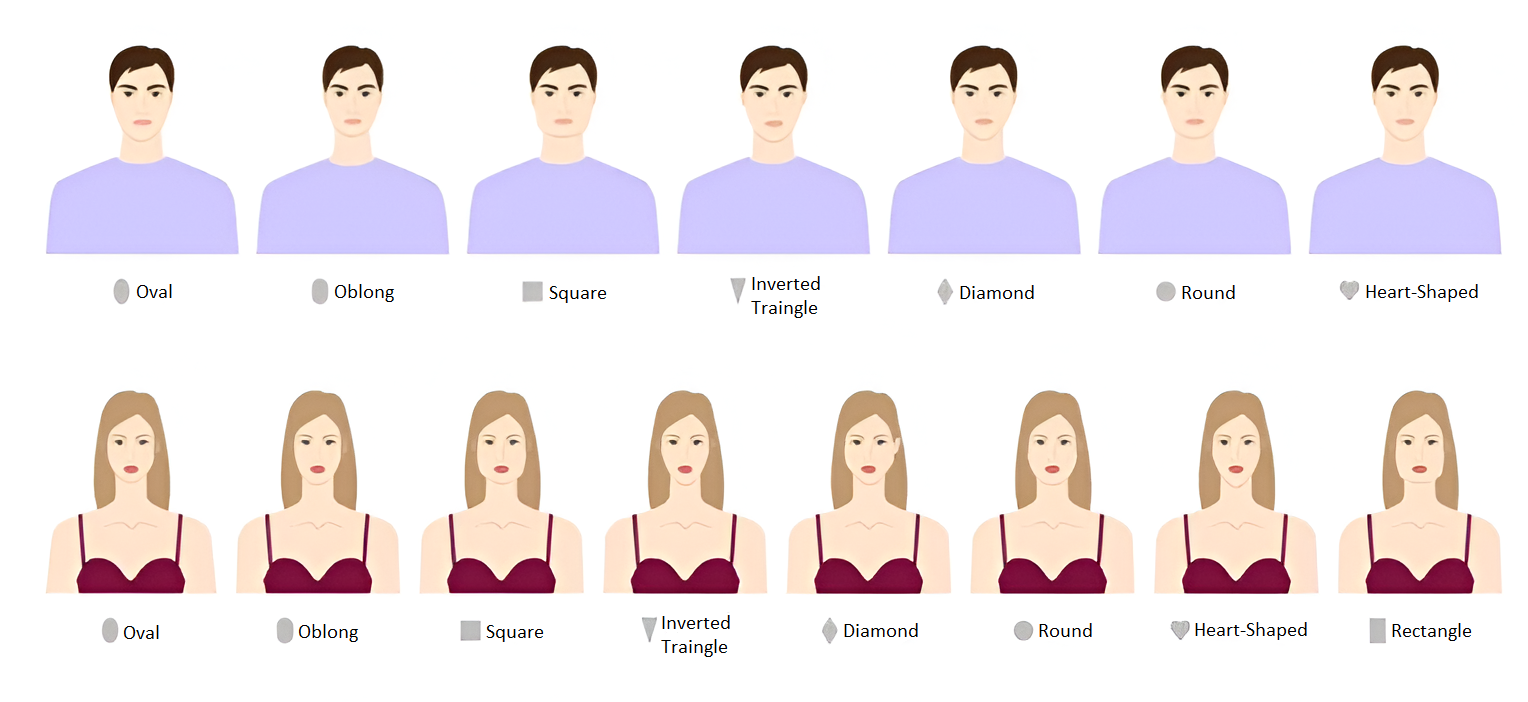 Oval
Oblong
Square
Inverted
Traingle
Diamond
Round
Heart-Shaped
Oval
Oblong
Square
Inverted
Traingle
Diamond
Round
Heart-Shaped
Rectangle